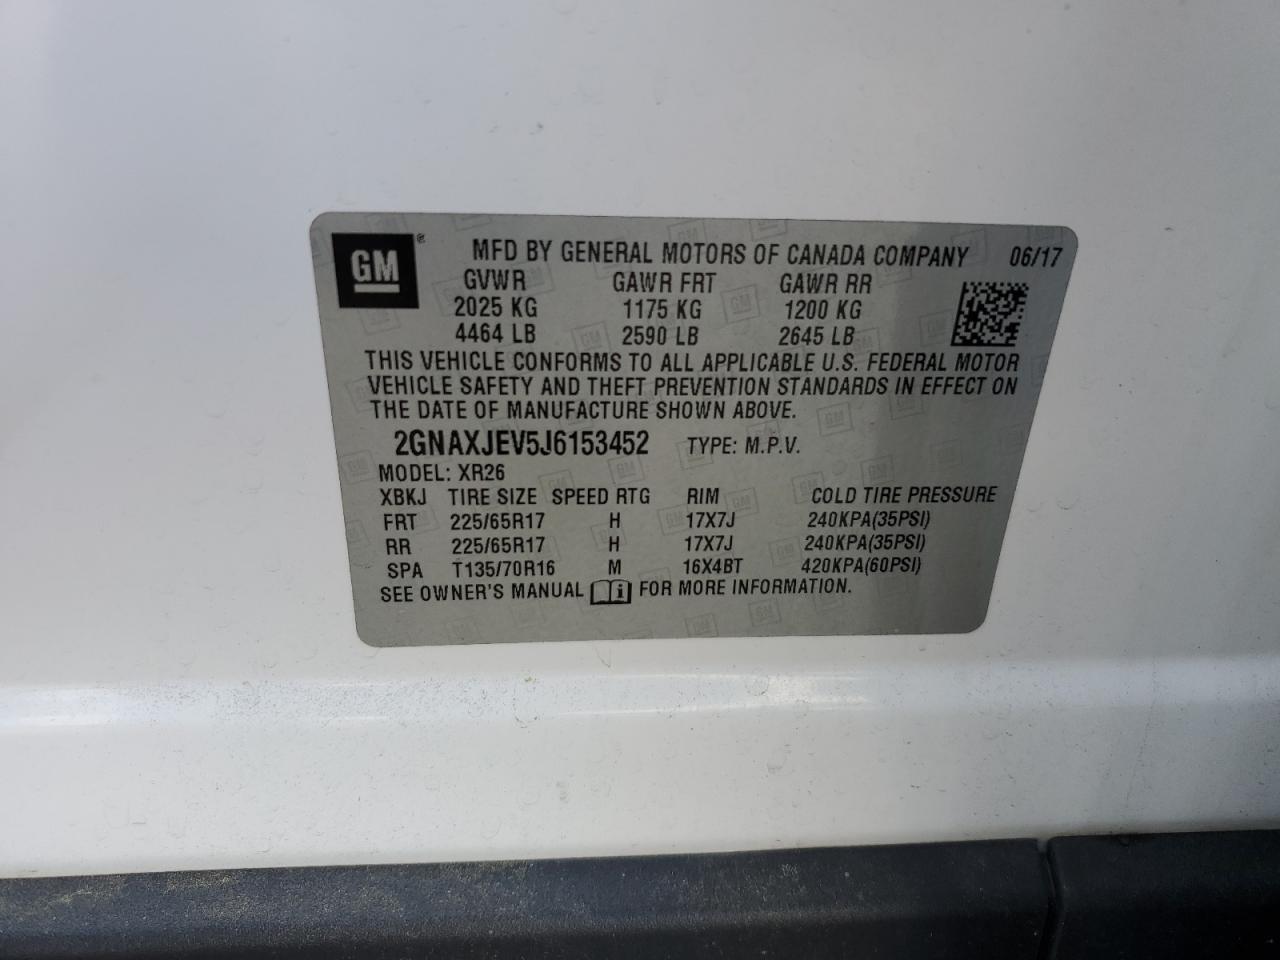 GM ® MFD BY GENERAL MOTORS OF CANADA COMPANY 06/17
GVWR GAWR FRT GAWR RR
2025 KG 1175 KG 1200 KG
4464 LB 2590 LB 2645 LB
THIS VEHICLE CONFORMS TO ALL APPLICABLE U.S. FEDERAL MOTOR
VEHICLE SAFETY AND THEFT PREVENTION STANDARDS IN EFFECT ON
THE DATE OF MANUFACTURE SHOWN ABOVE.
2GNAXJEV5J6153452 TYPE: M.P.V.
MODEL: XR26
XBKJ TIRE SIZE SPEED RTG RIM COLD TIRE PRESSURE
FRT 225/65R17 H 17X7J 240KPA(35PSI)
RR 225/65R17 H 17X7J 240KPA(35PSI)
SPA T135/70R16 M 16X4BT 420KPA(60PSI)
SEE OWNER'S MANUAL i FOR MORE INFORMATION.